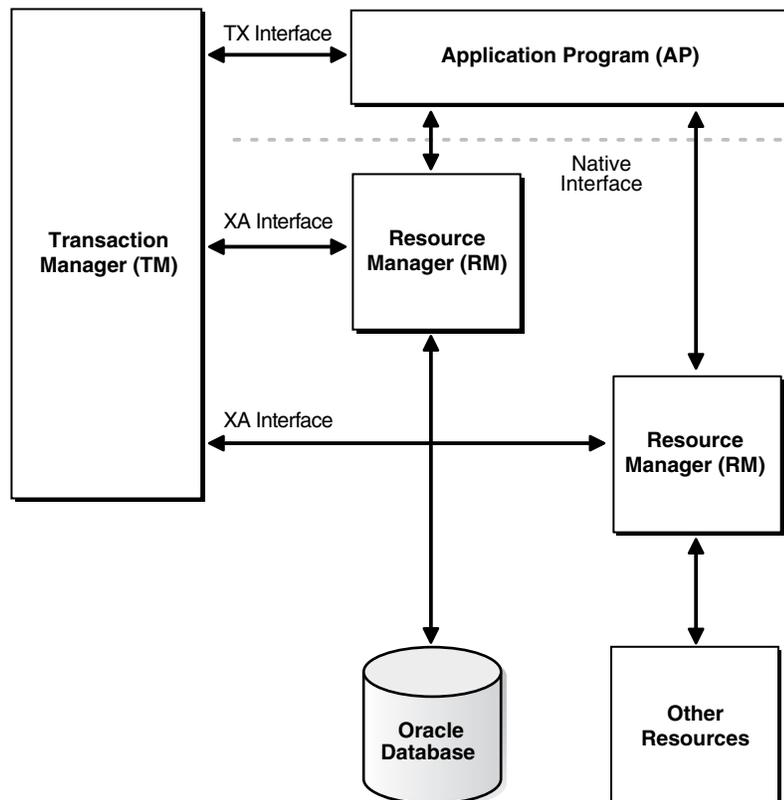 TX Interface
Application Program (AP)
Native
Interface
XA Interface
Transaction
Manager (TM)
Resource
Manager (RM)
XA Interface
Resource
Manager (RM)
Oracle
Database
Other
Resources